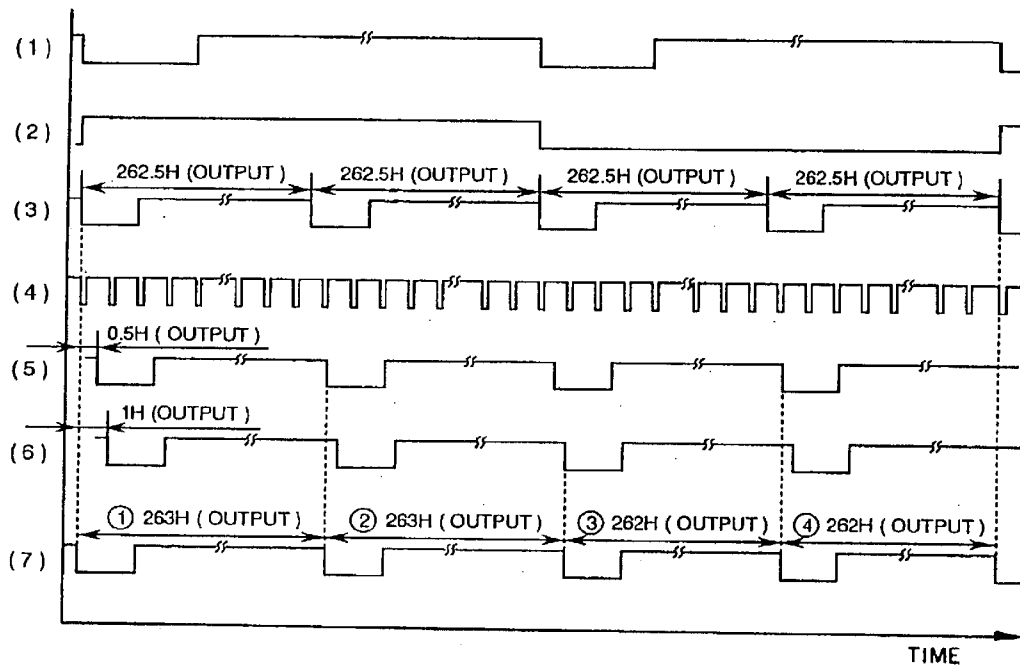 (1)
(2)
262.5H (OUTPUT ) 262.5H (OUTPUT ) 262.5H (OUTPUT ) 262.5H (OUTPUT )
(3)
(4)
0.5H ( OUTPUT )
(5)
1H (OUTPUT )
(6)
① 263H ( OUTPUT ) ② 263H ( OUTPUT ) ③ 262H ( OUTPUT ) ④ 262H ( OUTPUT )
(7)
TIME